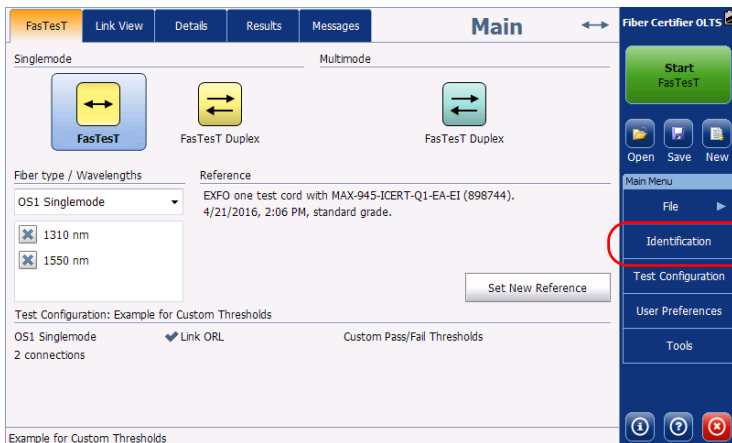 FasTesT
Link View
Details
Results
Messages
Main
Fiber Certifier OLTS
Singlemode
Multimode
FasTesT
FasTesT Duplex
FasTesT Duplex
Fiber type / Wavelengths
OS1 Singlemode
1310 nm
1550 nm
Reference
EXFO one test cord with MAX-945-ICERT-Q1-EA-EI (898744).
4/21/2016, 2:06 PM, standard grade.
Set New Reference
Test Configuration: Example for Custom Thresholds
OS1 Singlemode
2 connections
Link ORL
Custom Pass/Fail Thresholds
Example for Custom Thresholds
Start
FasTesT
Open
Save
New
Main Menu
File
Identification
Test Configuration
User Preferences
Tools